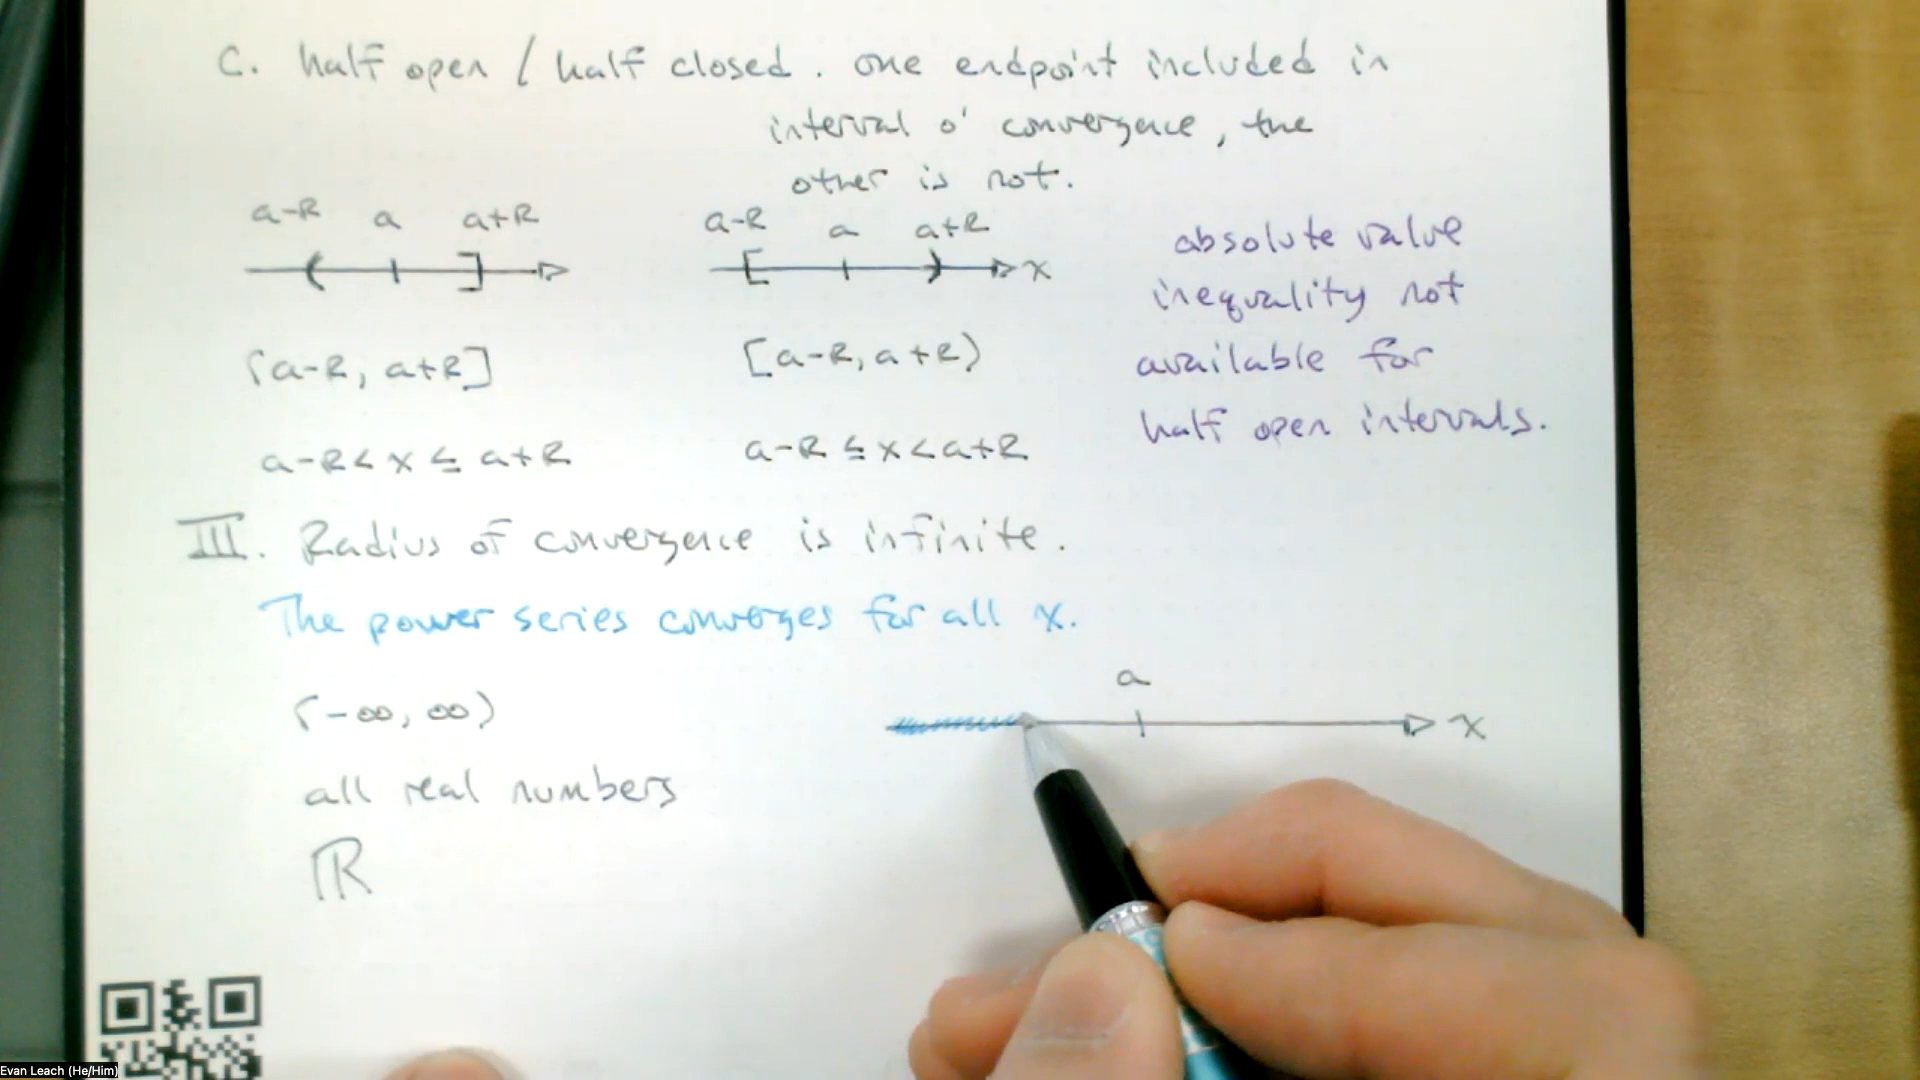 C. half open / half closed. one endpoint included in
interval o' convergence, the
other is not.
a-R a a+R
a-R a a+R
x
(a-R, a+R]
[a-R, a+R)
a-R < x ≤ a+R
a-R ≤ x < a+R
absolute value
inequality not
available for
half open intervals.
III. Radius of convergence is infinite.
The power series converges for all x.
(-∞, ∞)
a
x
all real numbers
ℝ
Evan Leach (He/Him)